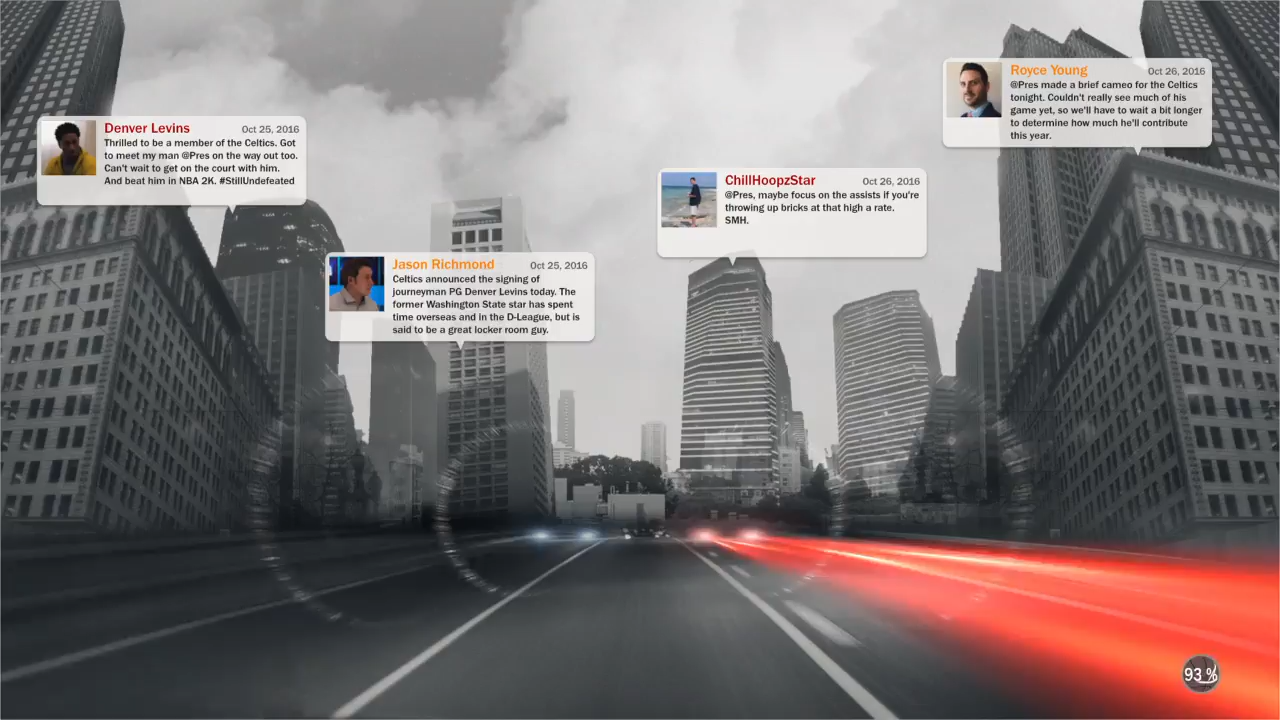 Denver Levins Oct 25, 2016
Thrilled to be a member of the Celtics. Got
to meet my man @Pres on the way out too.
Can't wait to get on the court with him.
And beat him in NBA 2K. #StillUndefeated
Jason Richmond Oct 25, 2016
Celtics announced the signing of
journeyman PG Denver Levins today. The
former Washington State star has spent
time overseas and in the D-League, but is
said to be a great locker room guy.
ChillHoopzStar Oct 26, 2016
@Pres, maybe focus on the assists if you're
throwing up bricks at that high a rate.
SMH.
Royce Young Oct 26, 2016
@Pres made a brief cameo for the Celtics
tonight. Couldn't really see much of his
game yet, so we'll have to wait a bit longer
to determine how much he'll contribute
this year.
93 %